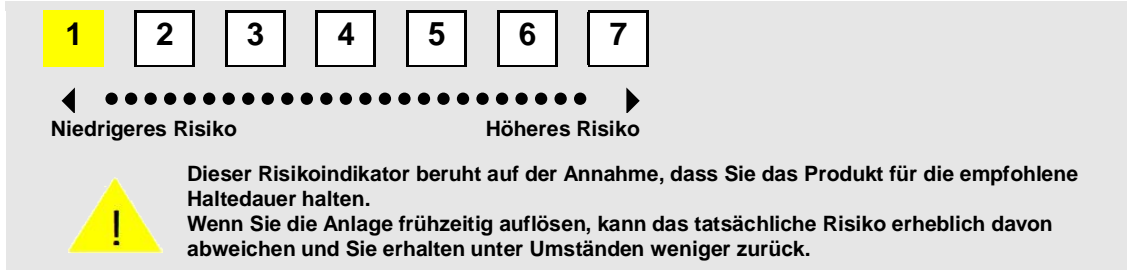 1 2 3 4 5 6 7
Niedrigeres Risiko Höheres Risiko
Dieser Risikoindikator beruht auf der Annahme, dass Sie das Produkt für die empfohlene
Haltedauer halten.
! Wenn Sie die Anlage frühzeitig auflösen, kann das tatsächliche Risiko erheblich davon
abweichen und Sie erhalten unter Umständen weniger zurück.